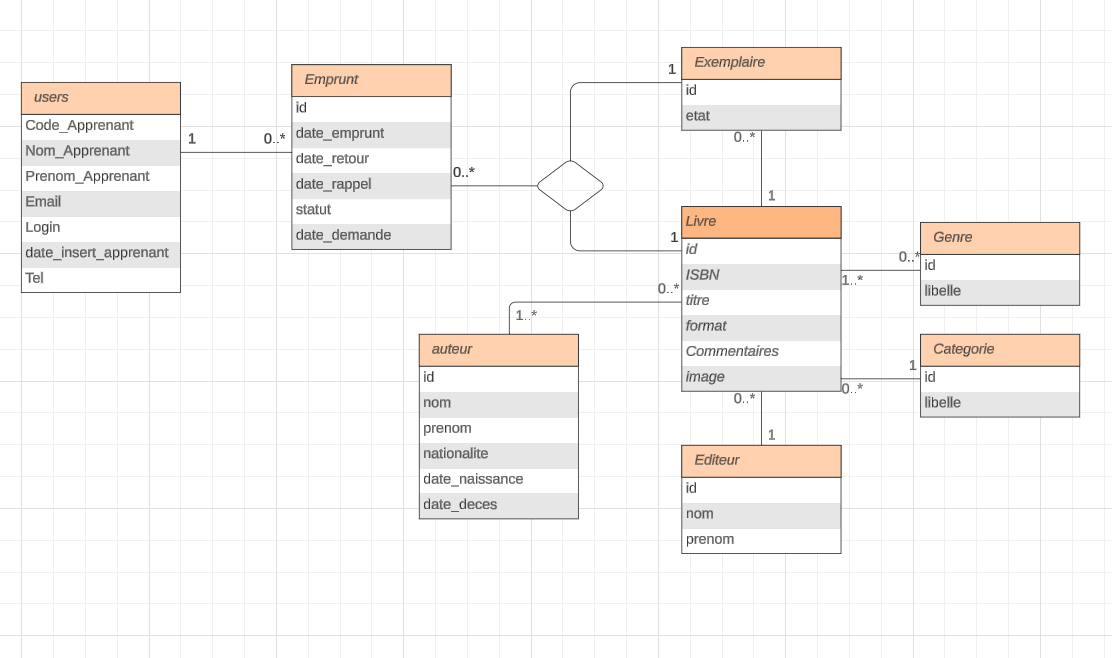 users
Code_Apprenant
Nom_Apprenant
Prenom_Apprenant
Email
Login
date_insert_apprenant
Tel
1
0..*
Emprunt
id
date_emprunt
date_retour
date_rappel
statut
date_demande
0..*
1
1
Exemplaire
id
etat
0..*
1
Livre
id
ISBN
titre
format
Commentaires
image
0..*
1..*
auteur
id
nom
prenom
nationalite
date_naissance
date_deces
0..*
1..*
Genre
id
libelle
1
0..*
Categorie
id
libelle
0..*
1
Editeur
id
nom
prenom